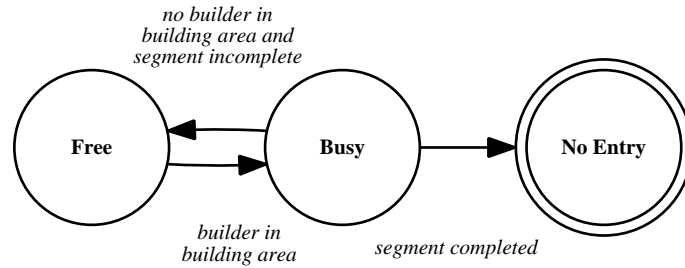 no builder in
building area and
segment incomplete
Free
Busy
No Entry
builder in
building area
segment completed